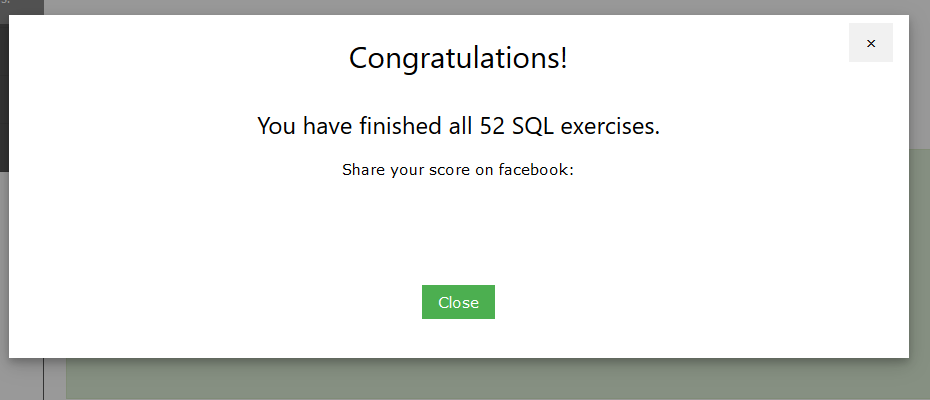 Congratulations!
×
You have finished all 52 SQL exercises.
Share your score on facebook:
Close